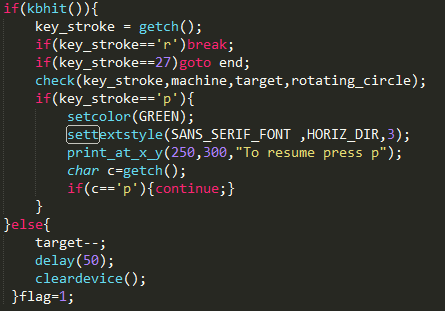 if(kbhit()){
key_stroke = getch();
if(key_stroke=='r')break;
if(key_stroke==27)goto end;
check(key_stroke,machine,target,rotating_circle);
if(key_stroke=='p'){
setcolor(GREEN);
settextstyle(SANS_SERIF_FONT ,HORIZ_DIR,3);
print_at_x_y(250,300,"To resume press p");
char c=getch();
if(c=='p'){continue;}
}
}else{
target--;
delay(50);
cleardevice();
}flag=1;